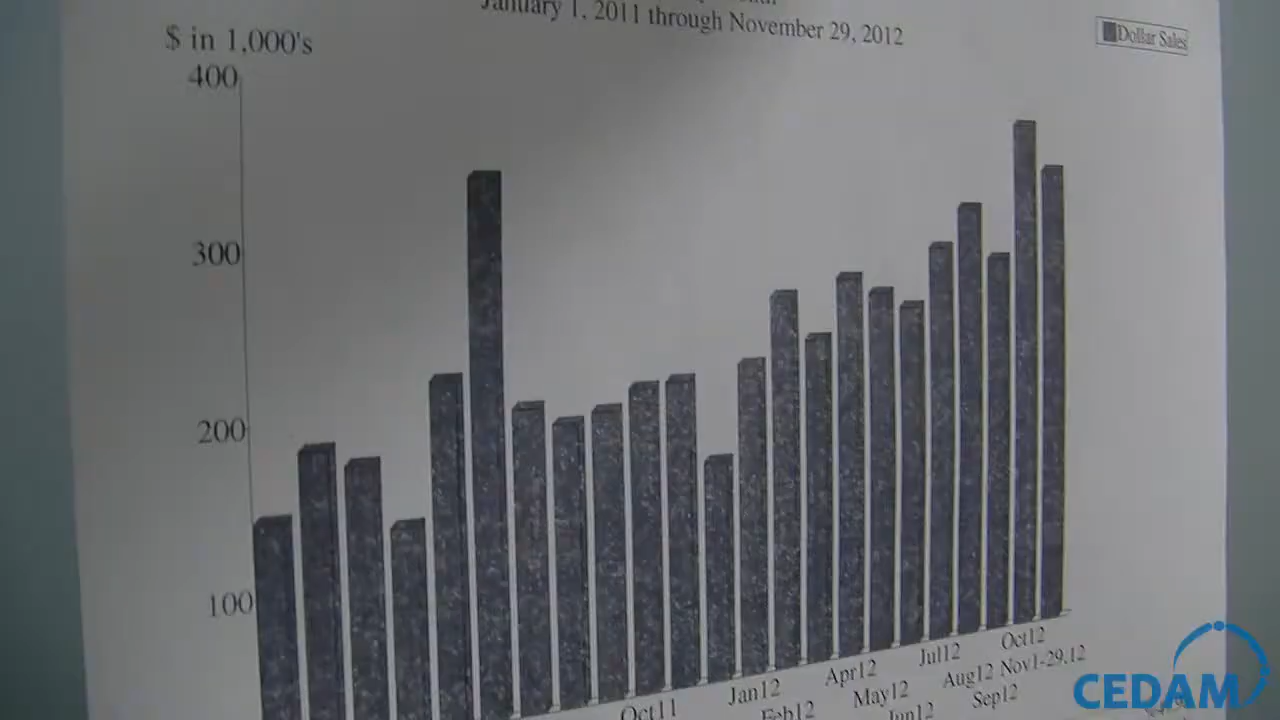 January 1, 2011 through November 29, 2012
$ in 1,000's
Dollar Sales
400
300
200
100
Oct11
Jan12
Feb12
Apr12
May12
Jun12
Jul12
Aug12
Sep12
Oct12
Nov1-29,12
CEDAM